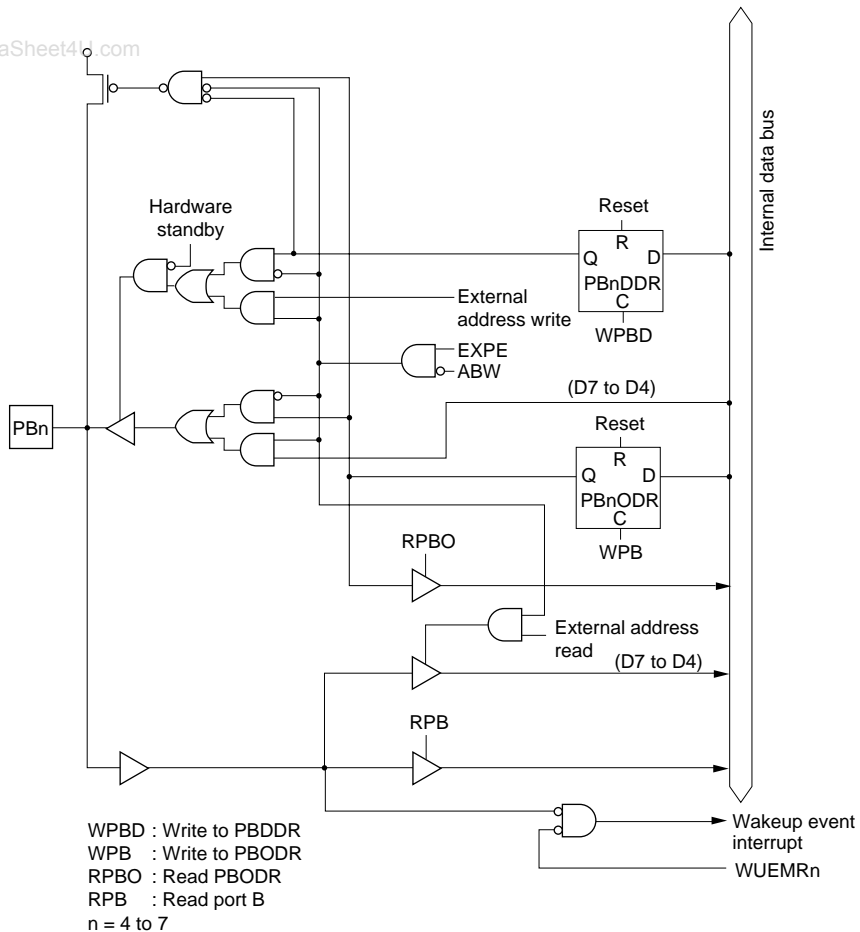 aSheet4U.com
Hardware
standby
Reset
R
Q
D
PBnDDR
C
WPBD
Internal data bus
External
address write
EXPE
ABW
(D7 to D4)
Reset
R
Q
D
PBnODR
C
WPB
PBn
RPBO
External address
read
(D7 to D4)
RPB
Wakeup event
interrupt
WUEMRn
WPBD : Write to PBDDR
WPB : Write to PBODR
RPBO : Read PBODR
RPB : Read port B
n = 4 to 7